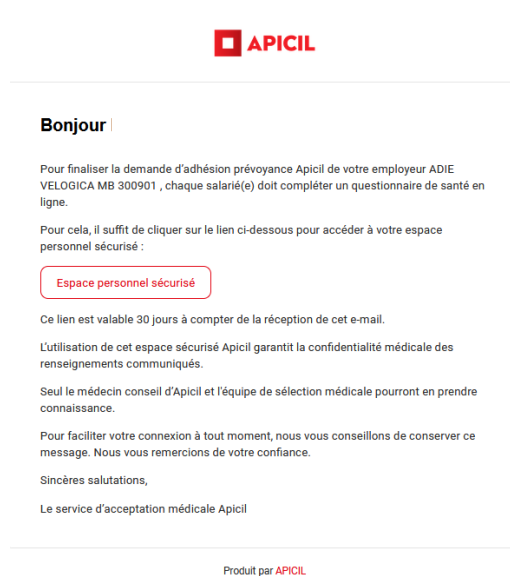 APICIL
Bonjour
Pour finaliser la demande d'adhésion prévoyance Apicil de votre employeur ADIE
VELOGICA MB 300901 , chaque salarié(e) doit compléter un questionnaire de santé en
ligne.
Pour cela, il suffit de cliquer sur le lien ci-dessous pour accéder à votre espace
personnel sécurisé :
Espace personnel sécurisé
Ce lien est valable 30 jours à compter de la réception de cet e-mail.
L'utilisation de cet espace sécurisé Apicil garantit la confidentialité médicale des
renseignements communiqués.
Seul le médecin conseil d'Apicil et l'équipe de sélection médicale pourront en prendre
connaissance.
Pour faciliter votre connexion à tout moment, nous vous conseillons de conserver ce
message. Nous vous remercions de votre confiance.
Sincères salutations,
Le service d'acceptation médicale Apicil
Produit par APICIL